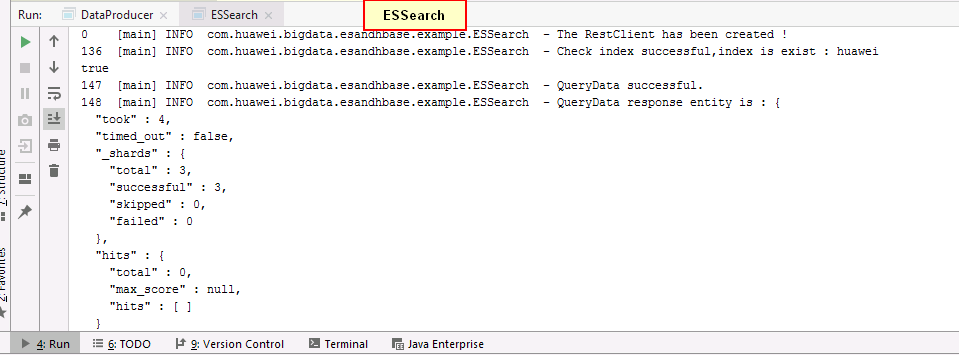 Run: DataProducer × ESSearch × ESSearch
0 [main] INFO com.huawei.bigdata.esandhbase.example.ESSearch - The RestClient has been created !
136 [main] INFO com.huawei.bigdata.esandhbase.example.ESSearch - Check index successful,index is exist : huawei
true
147 [main] INFO com.huawei.bigdata.esandhbase.example.ESSearch - QueryData successful.
148 [main] INFO com.huawei.bigdata.esandhbase.example.ESSearch - QueryData response entity is : {
"took" : 4,
"timed_out" : false,
"_shards" : {
"total" : 3,
"successful" : 3,
"skipped" : 0,
"failed" : 0
},
"hits" : {
"total" : 0,
"max_score" : null,
"hits" : [ ]
}
7: Structure
2: Favorites
4: Run 6: TODO 9: Version Control Terminal Java Enterprise